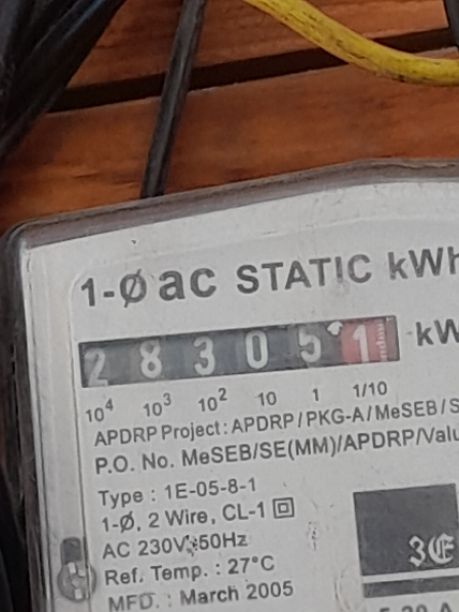 1-Ø ac STATIC kWh
2 8 3 0 5 1 kW
10⁴ 10³ 10² 10 1 1/10
APDRP Project: APDRP/PKG-A/MeSEB/S
P.O. No. MeSEB/SE(MM)/APDRP/Valu
Type : 1E-05-8-1
1-Ø, 2 Wire, CL-1
AC 230V, 50Hz
Ref. Temp. : 27°C
MFD. : March 2005